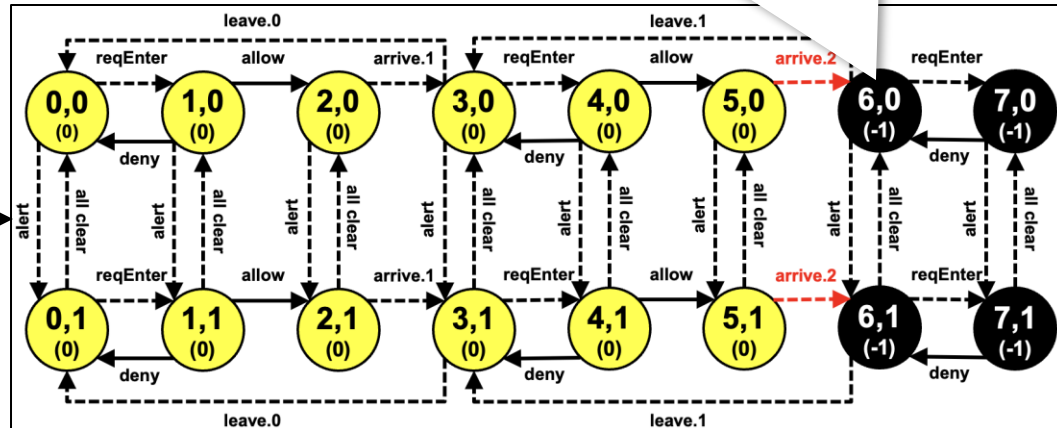 leave.0 leave.1
reqEnter allow arrive.1 reqEnter allow arrive.2 reqEnter
0,0 1,0 2,0 3,0 4,0 5,0 6,0 7,0
(0) (0) (0) (0) (0) (0) (-1) (-1)
deny deny deny
alert all clear alert all clear alert all clear alert all clear alert all clear alert all clear alert all clear alert all clear
reqEnter allow arrive.1 reqEnter allow arrive.2 reqEnter
0,1 1,1 2,1 3,1 4,1 5,1 6,1 7,1
(0) (0) (0) (0) (0) (0) (-1) (-1)
deny deny deny
leave.0 leave.1